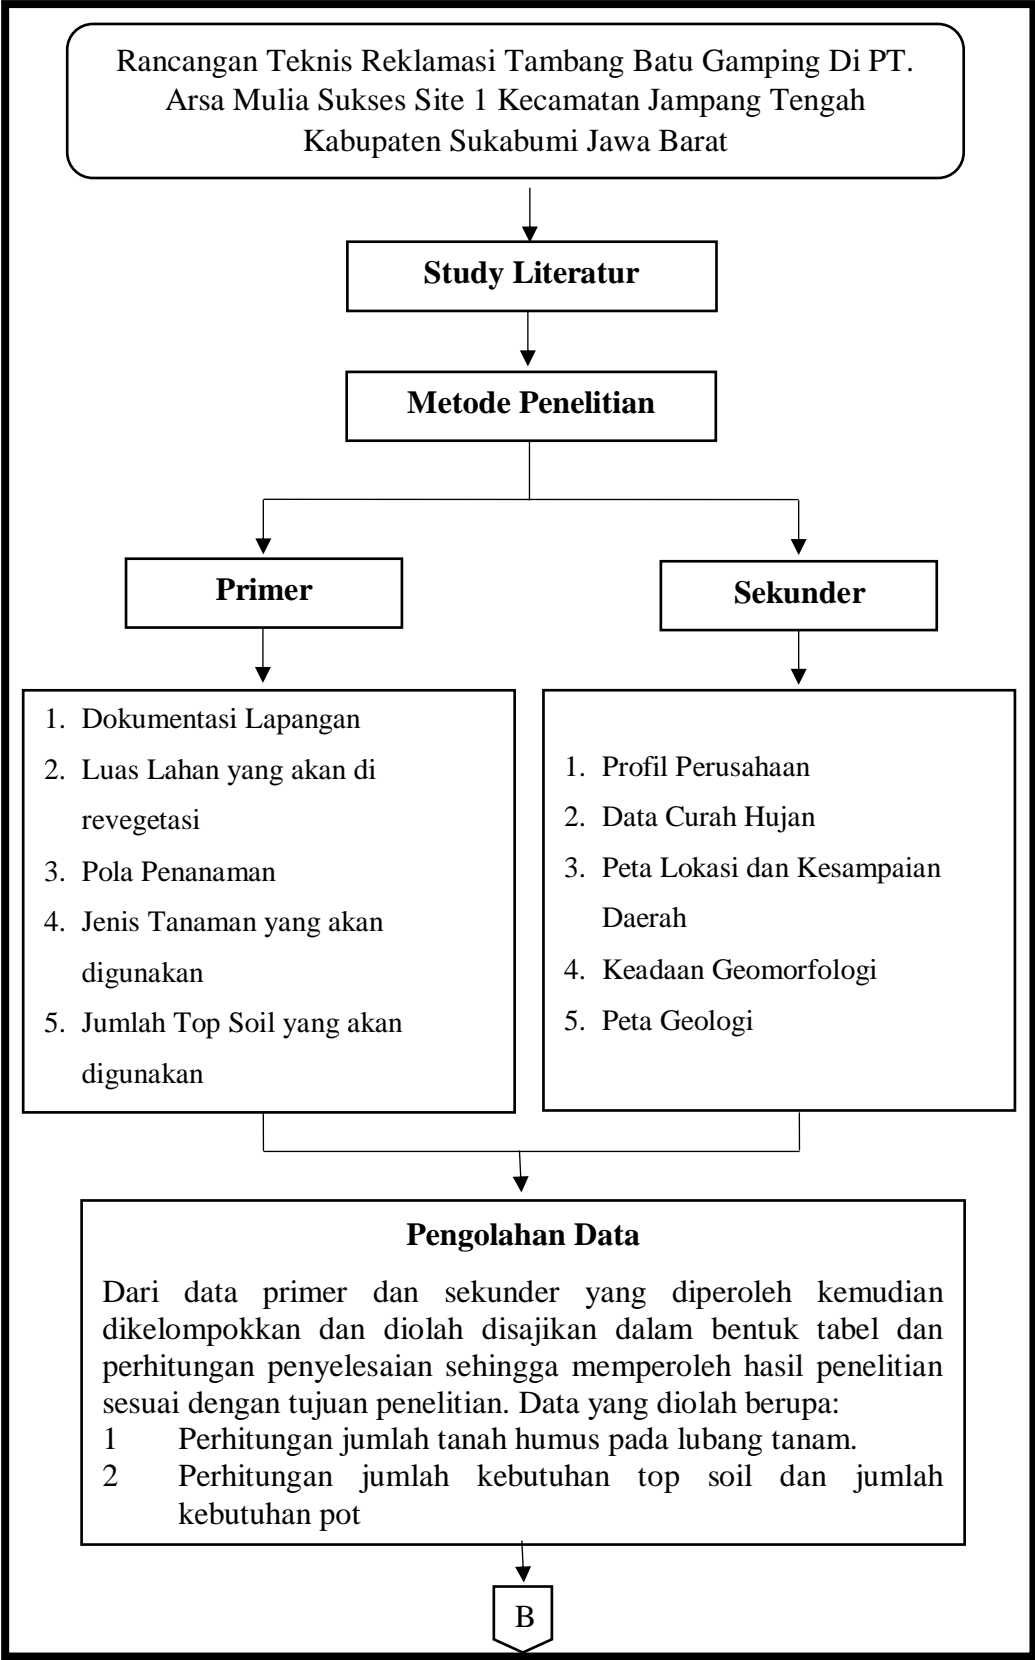 Rancangan Teknis Reklamasi Tambang Batu Gamping Di PT.
Arsa Mulia Sukses Site 1 Kecamatan Jampang Tengah
Kabupaten Sukabumi Jawa Barat
Study Literatur
Metode Penelitian
Primer
Sekunder
1. Dokumentasi Lapangan
2. Luas Lahan yang akan di
revegetasi
3. Pola Penanaman
4. Jenis Tanaman yang akan
digunakan
5. Jumlah Top Soil yang akan
digunakan
1. Profil Perusahaan
2. Data Curah Hujan
3. Peta Lokasi dan Kesampaian
Daerah
4. Keadaan Geomorfologi
5. Peta Geologi
Pengolahan Data
Dari data primer dan sekunder yang diperoleh kemudian
dikelompokkan dan diolah disajikan dalam bentuk tabel dan
perhitungan penyelesaian sehingga memperoleh hasil penelitian
sesuai dengan tujuan penelitian. Data yang diolah berupa:
1 Perhitungan jumlah tanah humus pada lubang tanam.
2 Perhitungan jumlah kebutuhan top soil dan jumlah
kebutuhan pot
B